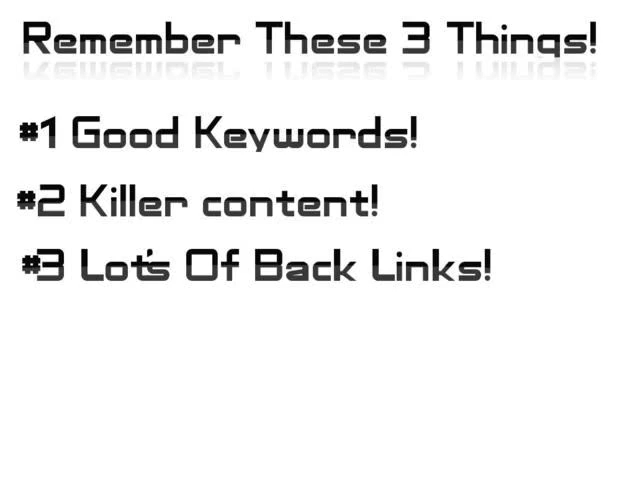 Remember These 3 Things!
#1 Good Keywords!
#2 Killer content!
#3 Lot's Of Back Links!